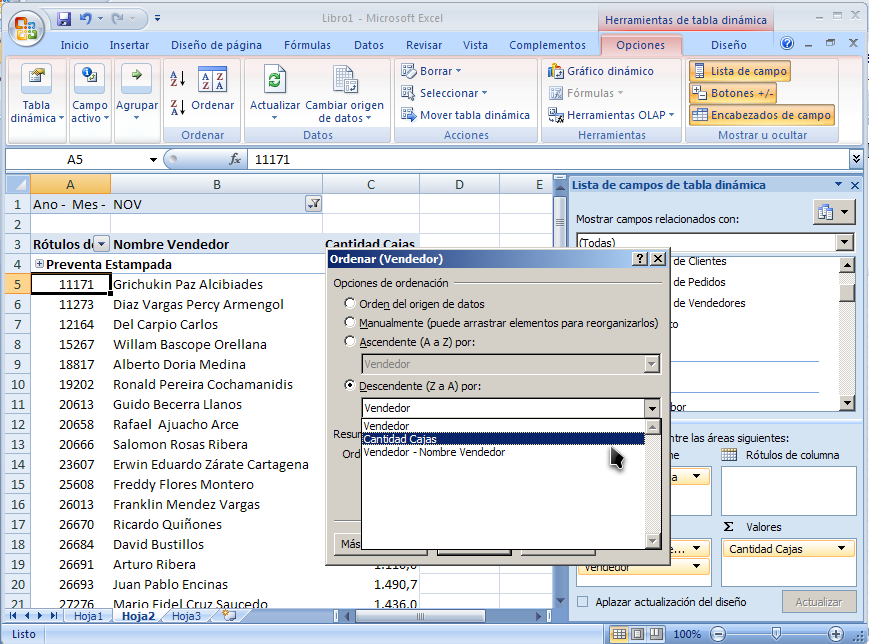 Libro1 - Microsoft Excel
Herramientas de tabla dinámica
Inicio Insertar Diseño de página Fórmulas Datos Revisar Vista Complementos Opciones Diseño
Tabla dinámica
Campo activo
Agrupar
Ordenar
Ordenar
Actualizar
Cambiar origen de datos
Datos
Borrar
Seleccionar
Mover tabla dinámica
Acciones
Gráfico dinámico
Fórmulas
Herramientas OLAP
Herramientas
Lista de campo
Botones +/-
Encabezados de campo
Mostrar u ocultar
A5 fx 11171
A B C D E
1 Ano - Mes - NOV
2
3 Rótulos d Nombre Vendedor Cantidad Cajas
4 Preventa Estampada
5 11171 Grichukin Paz Alcibiades
6 11273 Diaz Vargas Percy Armengol
7 12164 Del Carpio Carlos
8 15267 Willam Bascope Orellana
9 18817 Alberto Doria Medina
10 19202 Ronald Pereira Cochamanidis
11 20613 Guido Becerra Llanos
12 20658 Rafael Ajuacho Arce
13 20666 Salomon Rosas Ribera
14 23607 Erwin Eduardo Zárate Cartagena
15 25608 Freddy Flores Montero
16 26013 Franklin Mendez Vargas
17 26670 Ricardo Quiñones
18 26684 David Bustillos
19 26691 Arturo Ribera
20 26693 Juan Pablo Encinas 1.490,7
21 27276 Mario Fidel Cruz Saucedo 1.436,0
Hoja1 Hoja2 Hoja3
Listo
100%
Ordenar (Vendedor)
Opciones de ordenación
Orden del origen de datos
Manualmente (puede arrastrar elementos para reorganizarlos)
Ascendente (A a Z) por:
Vendedor
Descendente (Z a A) por:
Vendedor
Vendedor
Cantidad Cajas
Vendedor - Nombre Vendedor
Resu
Ord
Más
Lista de campos de tabla dinámica
Mostrar campos relacionados con:
(Todas)
de Clientes
de Pedidos
de Vendedores
to
dor
ntre las áreas siguientes:
ne
Rótulos de columna
a
Σ Valores
e...
Cantidad Cajas
Vendedor
Aplazar actualización del diseño
Actualizar